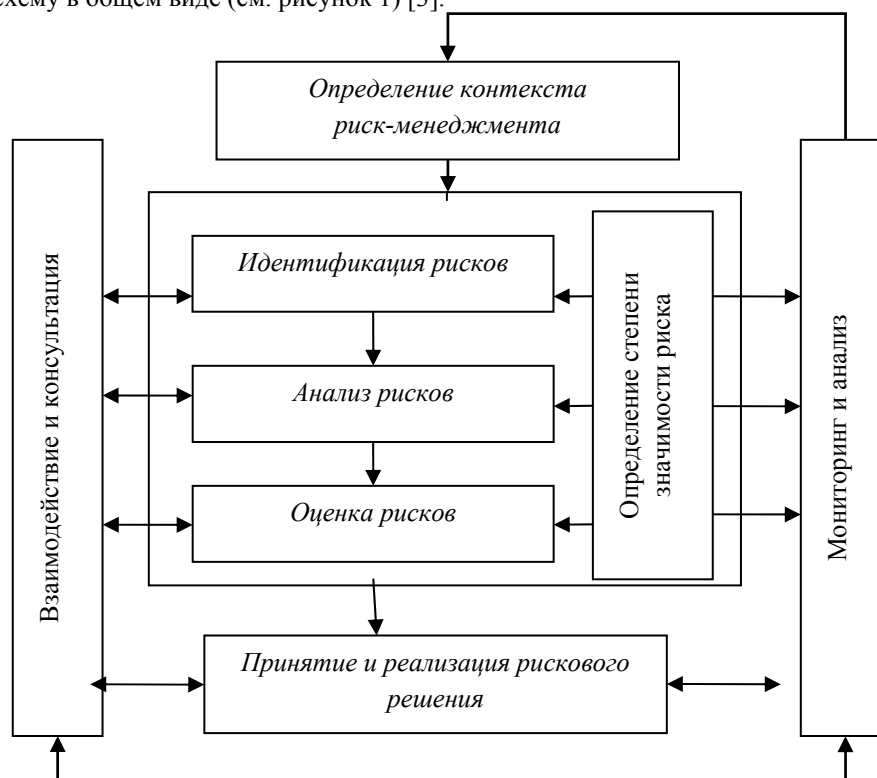 схему в общем виде (см. рисунок 1) [3].
Определение контекста
риск-менеджмента
Взаимодействие и консультация
Идентификация рисков
Анализ рисков
Оценка рисков
Определение степени
значимости риска
Мониторинг и анализ
Принятие и реализация рискового
решения